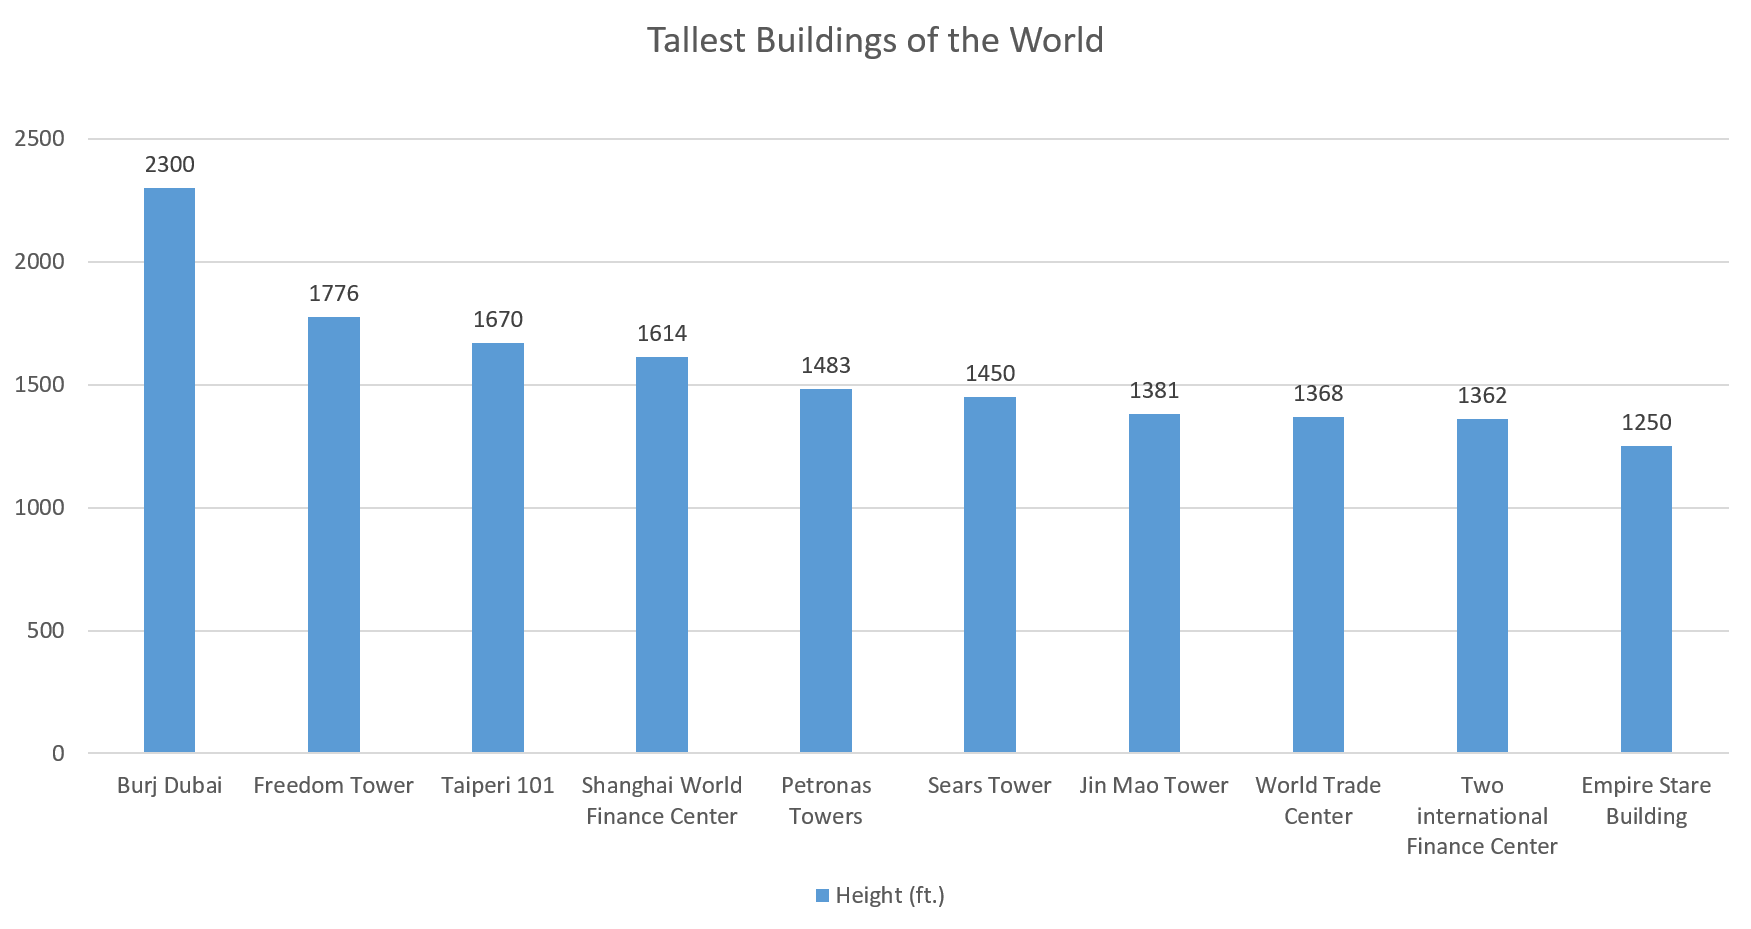 Tallest Buildings of the World
2500
2000
1500
1000
500
0
2300
1776
1670
1614
1483
1450
1381
1368
1362
1250
Burj Dubai
Freedom Tower
Taiperi 101
Shanghai World
Finance Center
Petronas
Towers
Sears Tower
Jin Mao Tower
World Trade
Center
Two
international
Finance Center
Empire Stare
Building
Height (ft.)